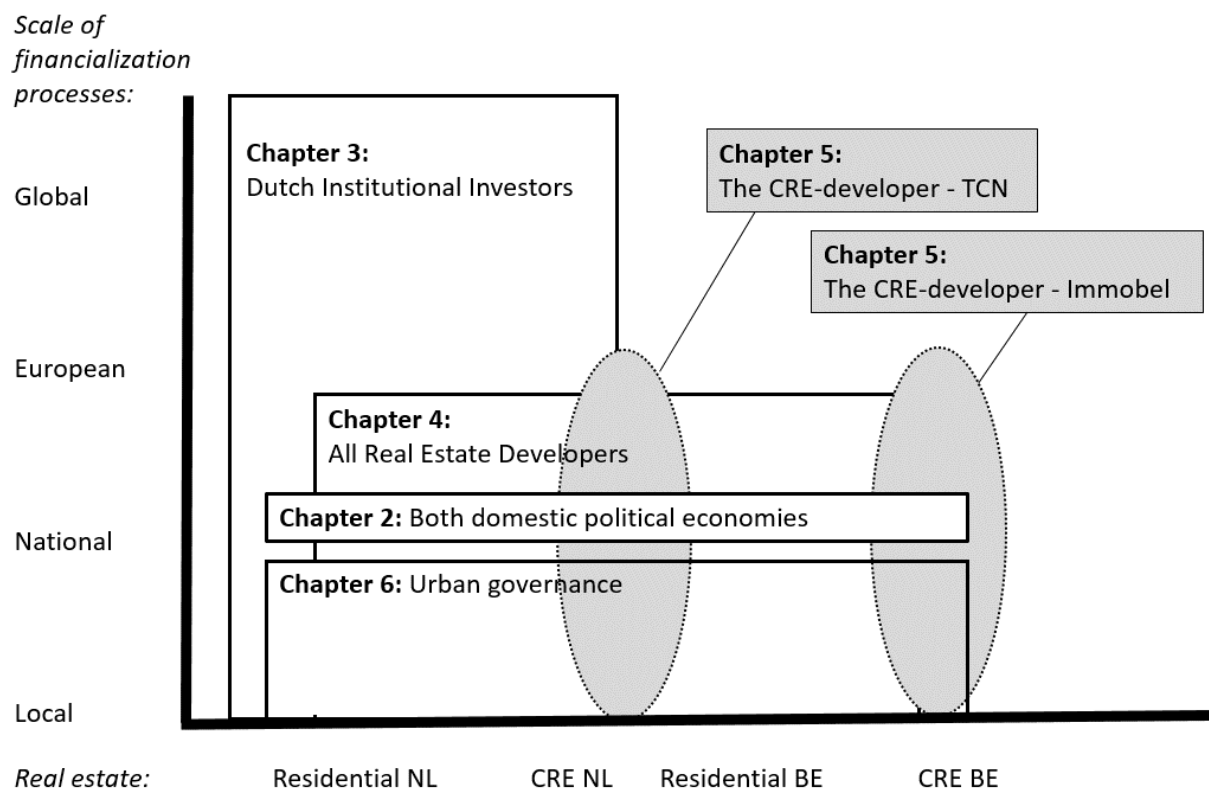 Scale of
financialization
processes:
Global
European
National
Local
Chapter 3:
Dutch Institutional Investors
Chapter 5:
The CRE-developer - TCN
Chapter 5:
The CRE-developer - Immobel
Chapter 4:
All Real Estate Developers
Chapter 2: Both domestic political economies
Chapter 6: Urban governance
Real estate:
Residential NL
CRE NL
Residential BE
CRE BE